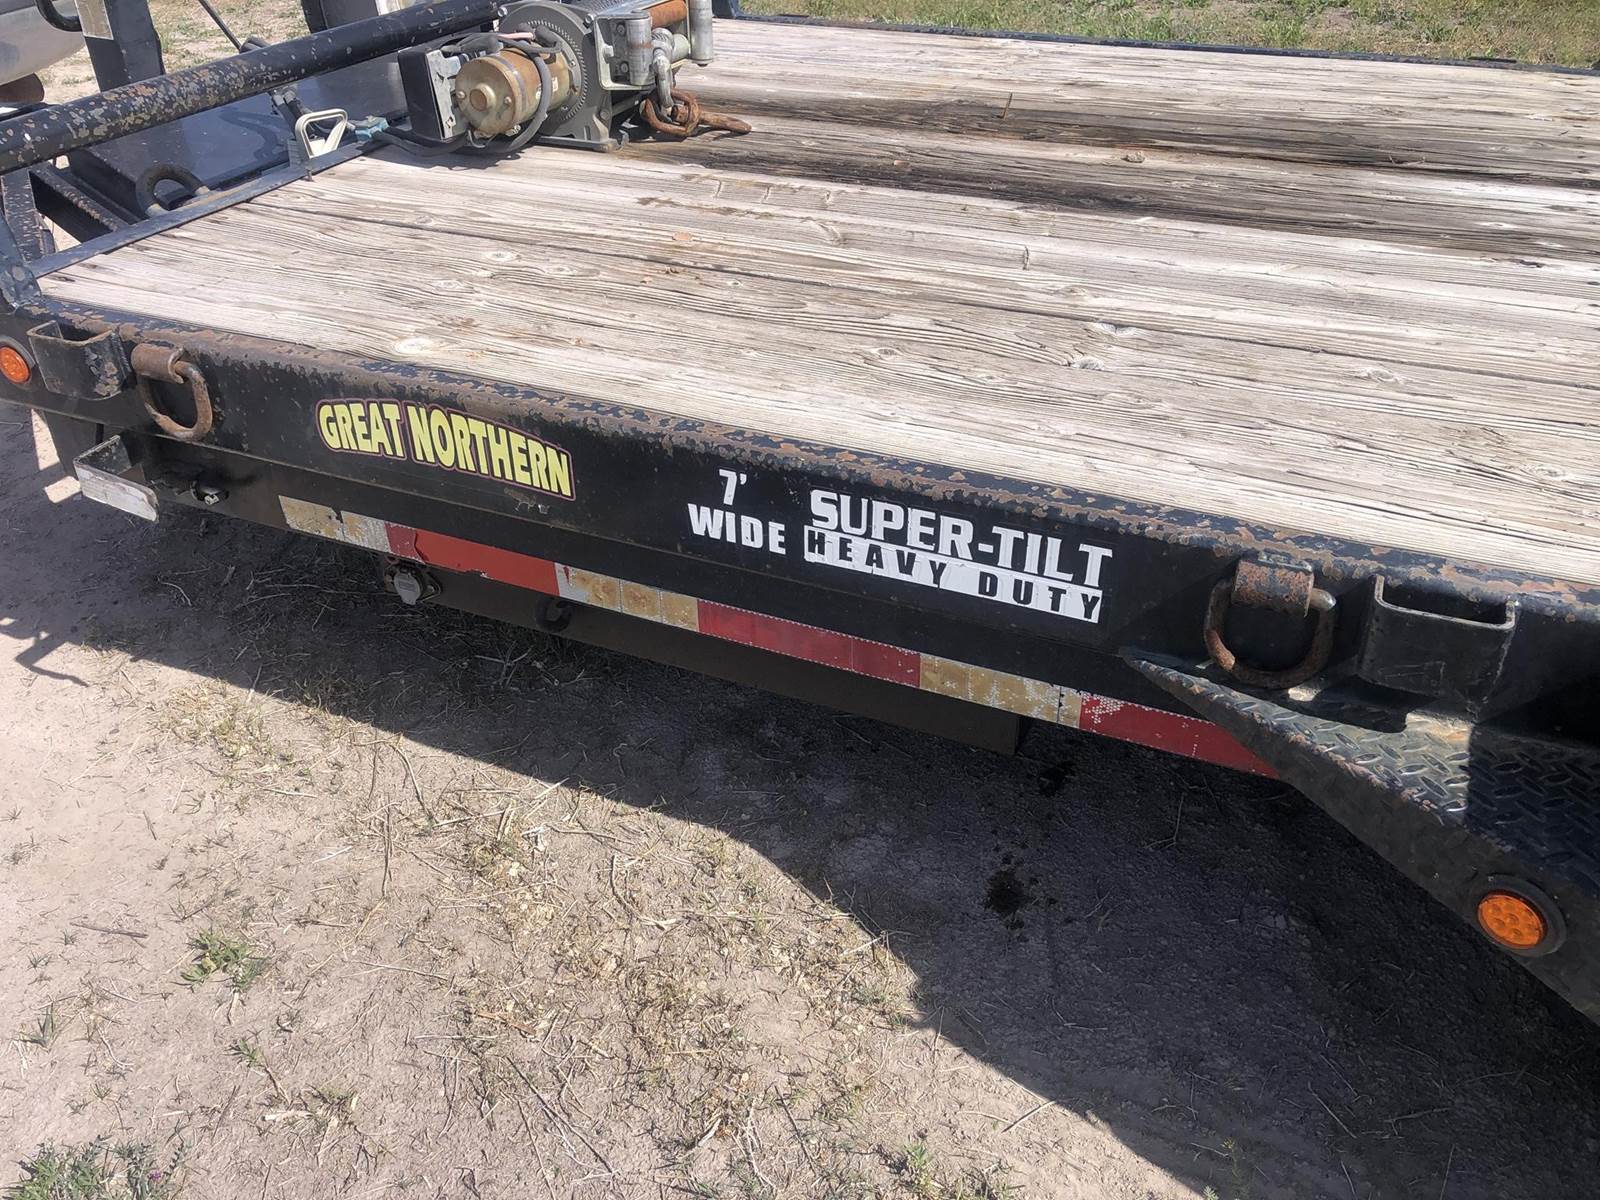 GREAT NORTHERN
7' WIDE
SUPER-TILT
HEAVY DUTY